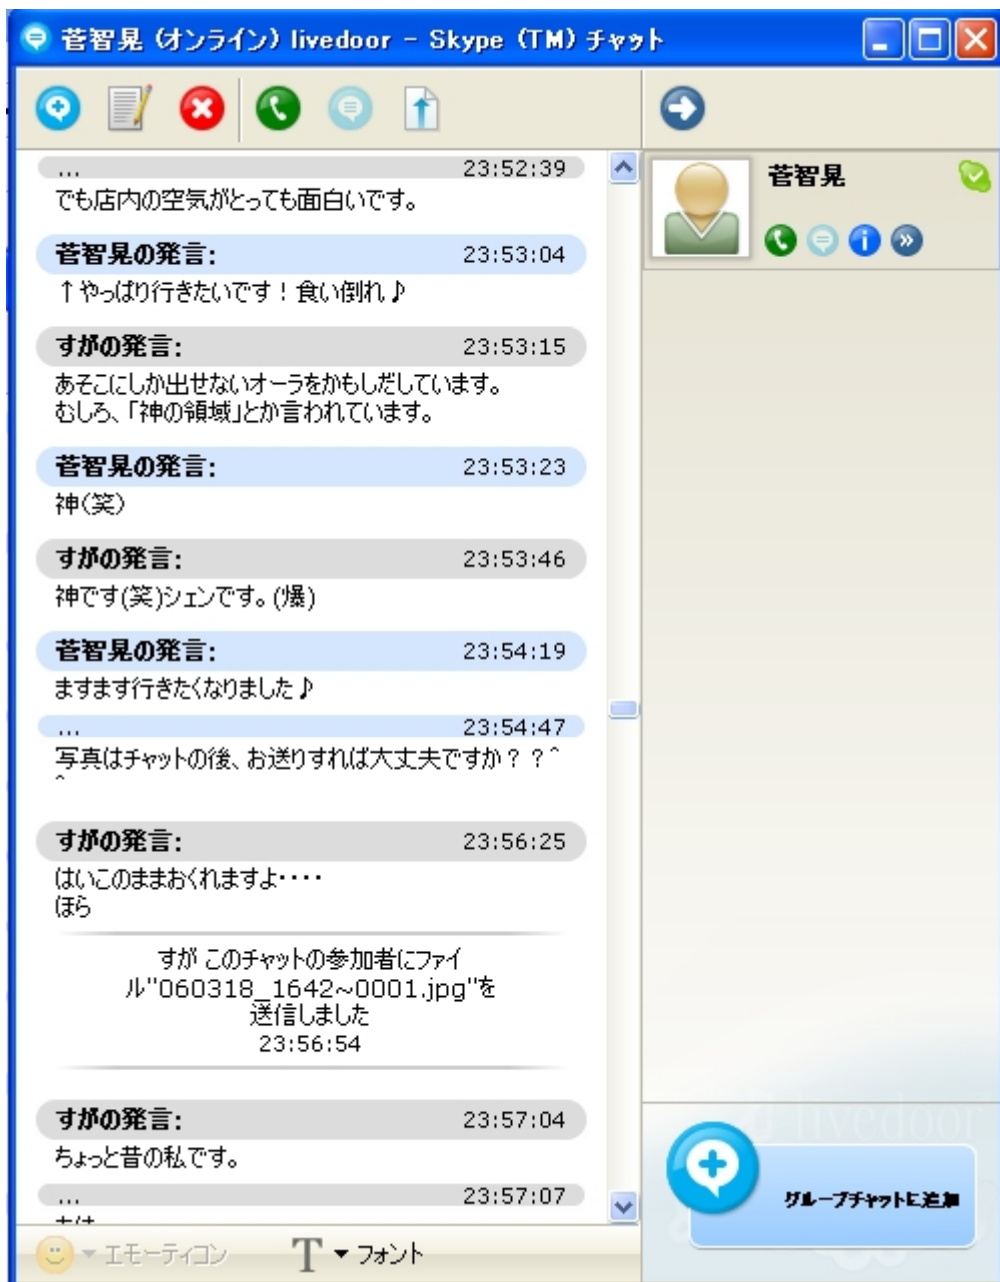 菅智晃 (オンライン) livedoor - Skype (TM) チャット
... 23:52:39
でも店内の空気がとっても面白いです。
菅智晃の発言: 23:53:04
↑やっぱり行きたいです！食い倒れ♪
すがの発言: 23:53:15
あそこにしか出せないオーラをかもしだしています。
むしろ、「神の領域」とか言われています。
菅智晃の発言: 23:53:23
神(笑)
すがの発言: 23:53:46
神です(笑)シェンです。(爆)
菅智晃の発言: 23:54:19
ますます行きたくなりました♪
... 23:54:47
写真はチャットの後、お送りすれば大丈夫ですか？？^
^
すがの発言: 23:56:25
はいこのままおくれますよ････
ほら
すが このチャットの参加者にファイ
ル"060318_1642~0001.jpg"を
送信しました
23:56:54
すがの発言: 23:57:04
ちょっと昔の私です。
... 23:57:07
エモーティコン
フォント
菅智晃
livedoor
グループチャットに追加